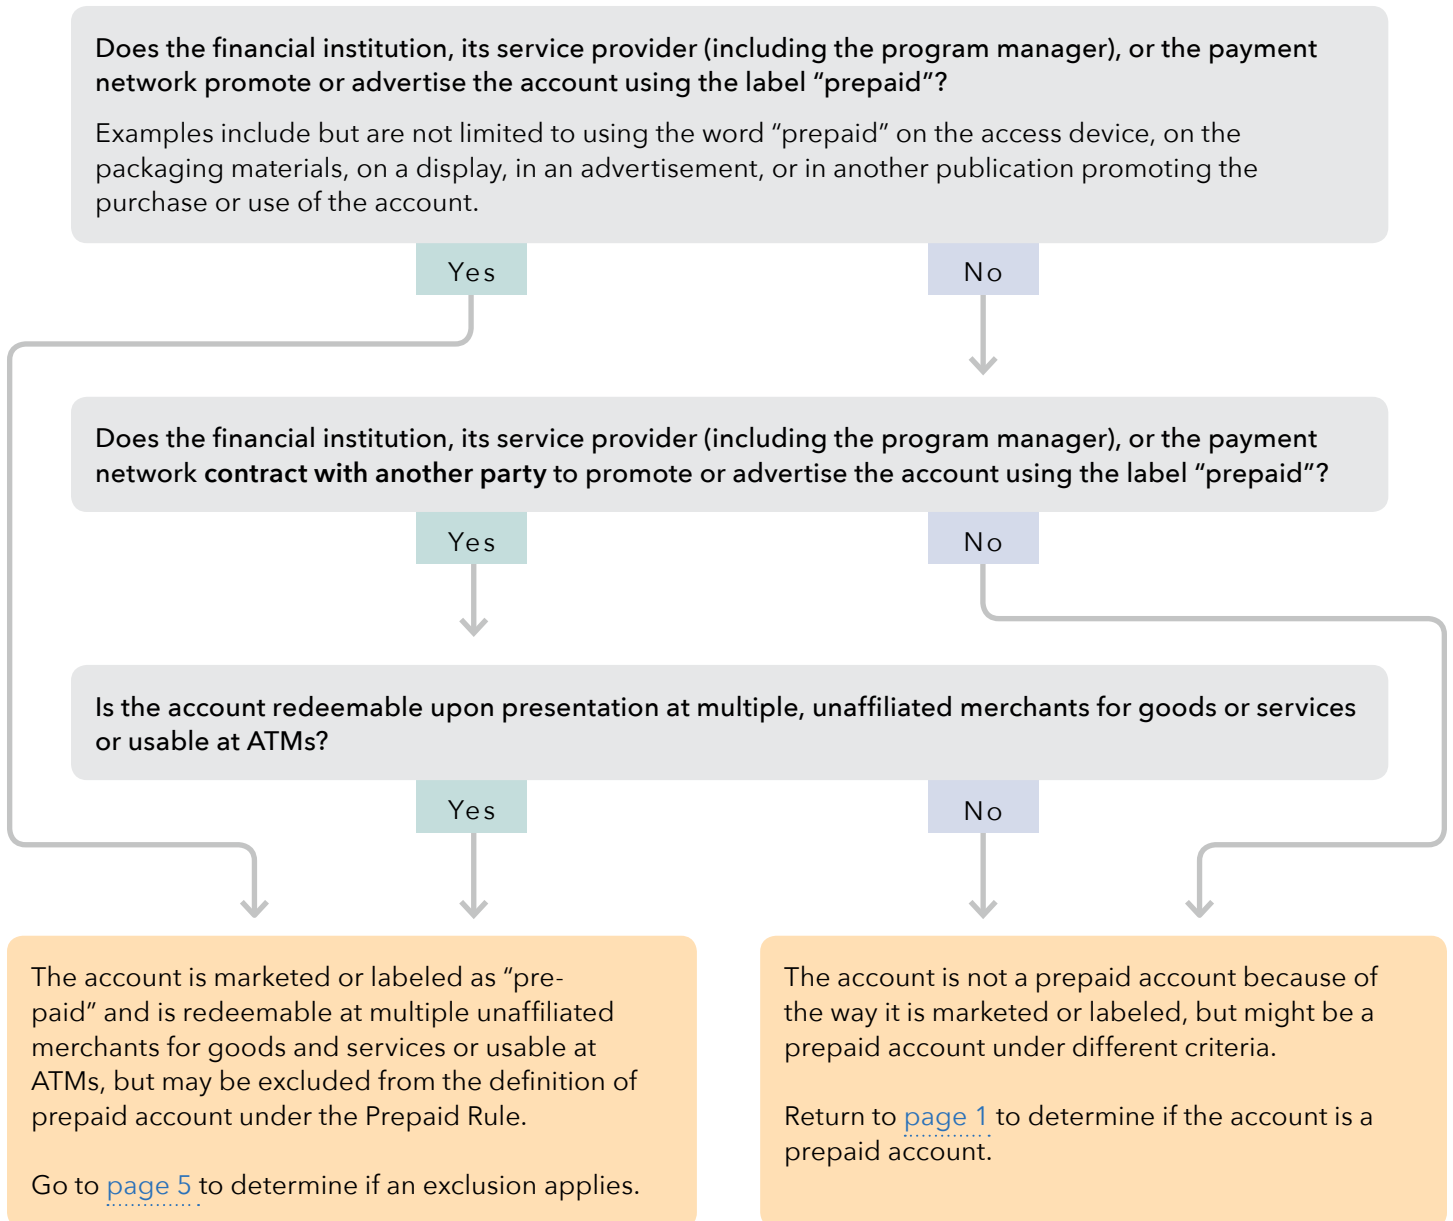 Does the financial institution, its service provider (including the program manager), or the payment
network promote or advertise the account using the label “prepaid”?
Examples include but are not limited to using the word “prepaid” on the access device, on the
packaging materials, on a display, in an advertisement, or in another publication promoting the
purchase or use of the account.
Yes
No
Does the financial institution, its service provider (including the program manager), or the payment
network contract with another party to promote or advertise the account using the label “prepaid”?
Yes
No
Is the account redeemable upon presentation at multiple, unaffiliated merchants for goods or services
or usable at ATMs?
Yes
No
The account is marketed or labeled as “pre-
paid” and is redeemable at multiple unaffiliated
merchants for goods and services or usable at
ATMs, but may be excluded from the definition of
prepaid account under the Prepaid Rule.
Go to page 5 to determine if an exclusion applies.
The account is not a prepaid account because of
the way it is marketed or labeled, but might be a
prepaid account under different criteria.
Return to page 1 to determine if the account is a
prepaid account.